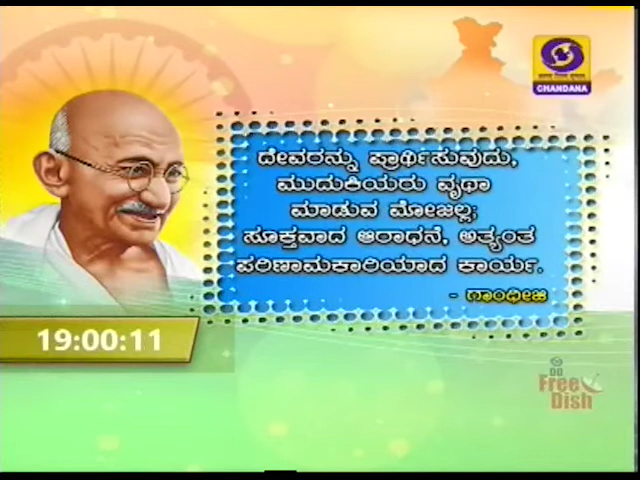 CHANDANA
ದೇವರನ್ನು ಪ್ರಾರ್ಥಿಸುವುದು,
ಮುದುಕಿಯರು ವೃಥಾ
ಮಾಡುವ ಮೋಜಲ್ಲ;
ಸೂಕ್ತವಾದ ಆರಾಧನೆ, ಅತ್ಯಂತ
ಪರಿಣಾಮಕಾರಿಯಾದ ಕಾರ್ಯ.
- ಗಾಂಧೀಜಿ
19:00:11
DD
Free
Dish